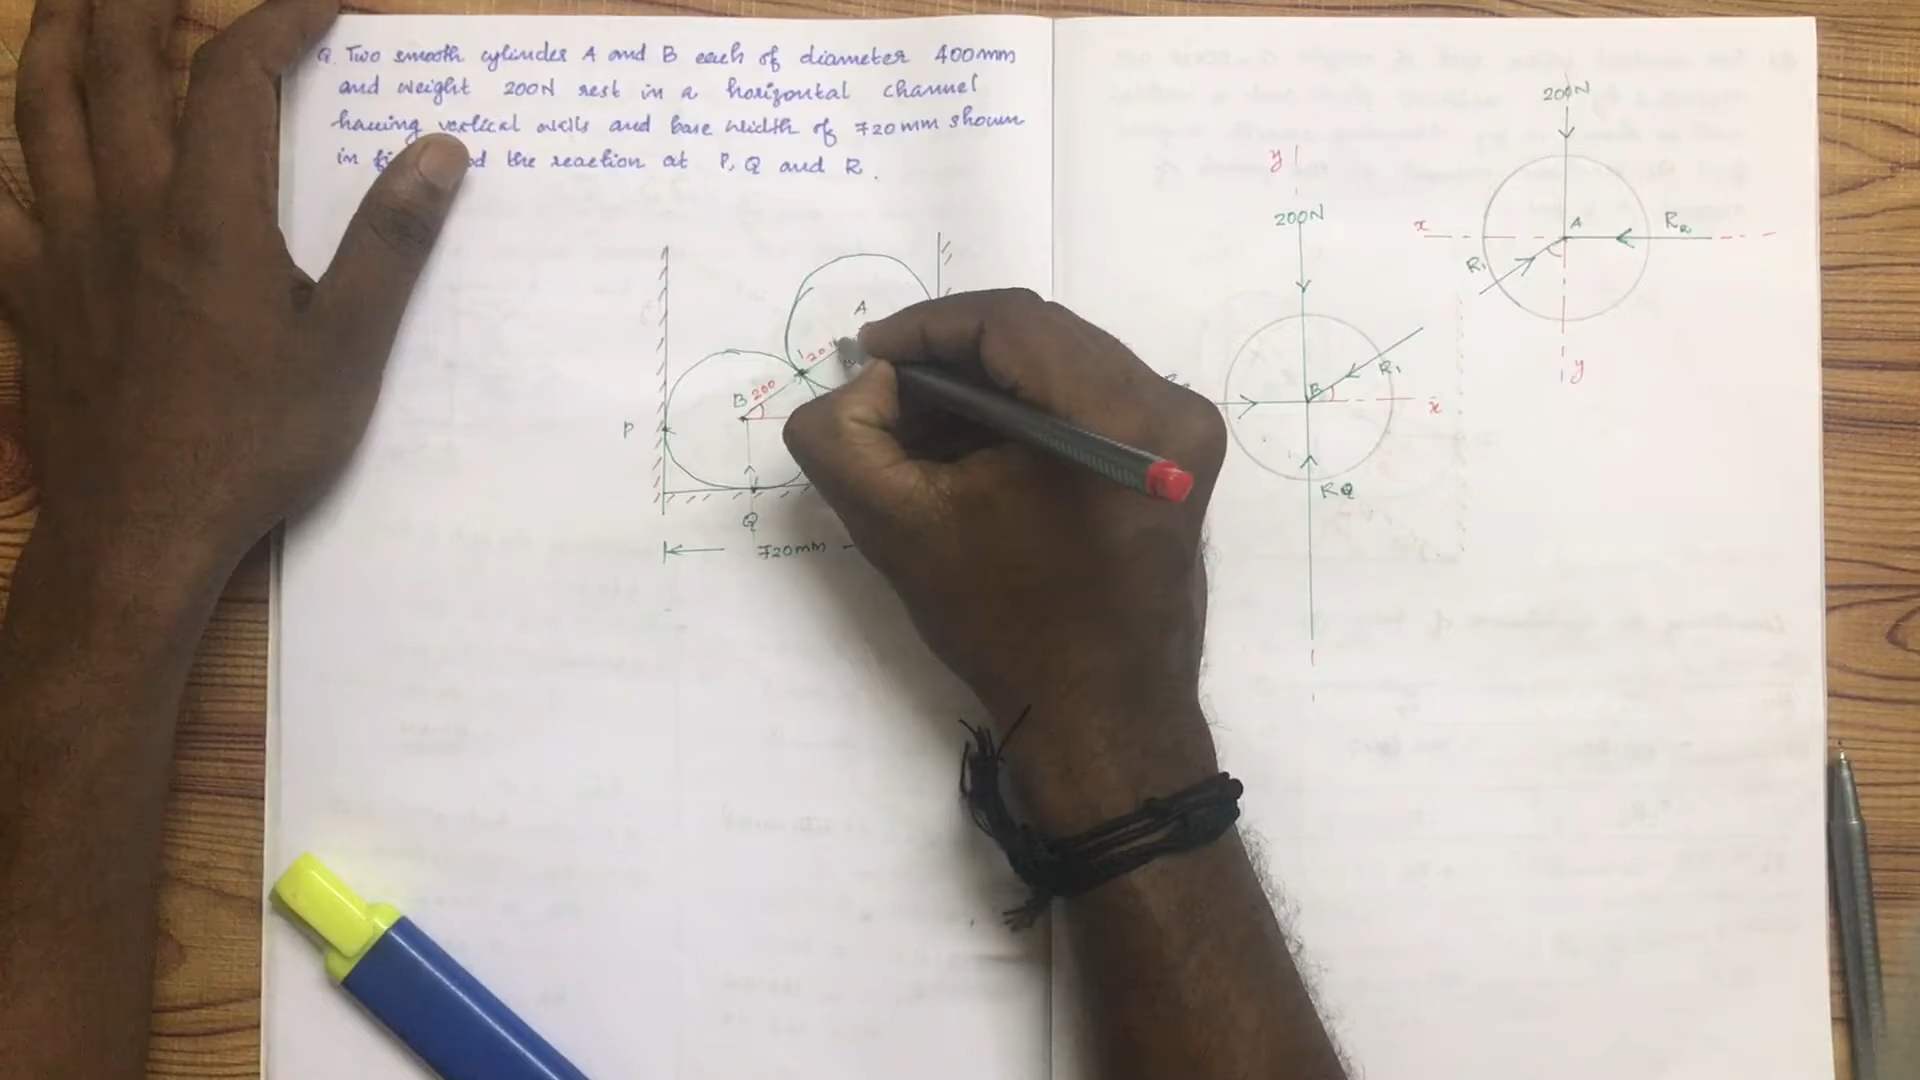 Q. Two smooth cylinder A and B each of diameter 400mm
and weight 200N rest in a horizontal channel
having vertical walls and base width of 720mm shown
in the reaction at P, Q and R.
A
B 200
P
Q
720mm
y
200N
R₁
B
x
RQ
200N
x
A
RR
R₁
y